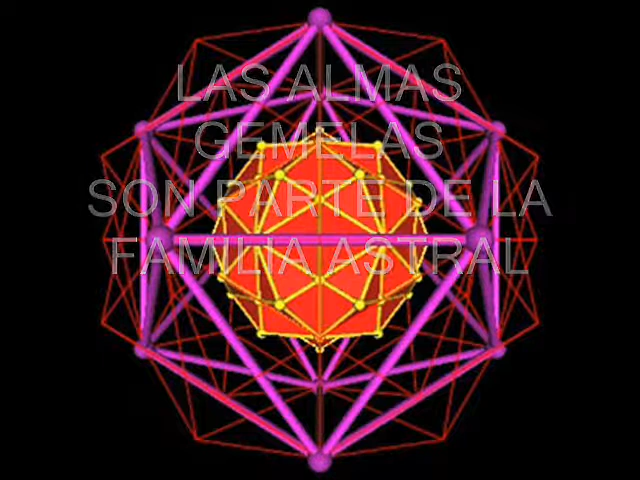 LAS ALMAS
GEMELAS
SON PARTE DE LA
FAMILIA ASTRAL